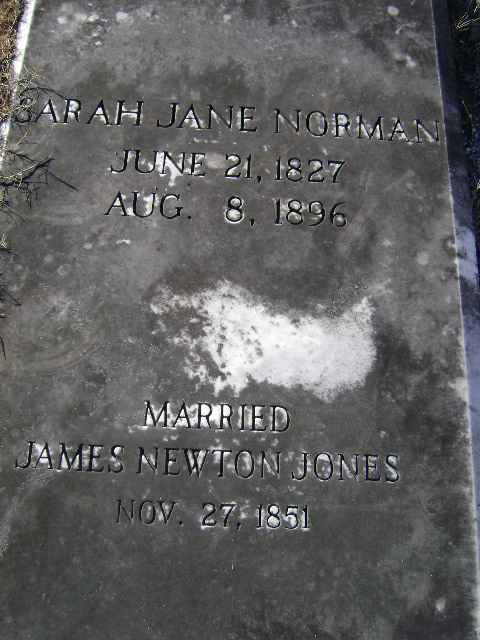 SARAH JANE NORMAN
JUNE 21, 1827
AUG. 8, 1896
MARRIED
JAMES NEWTON JONES
NOV. 27, 1851